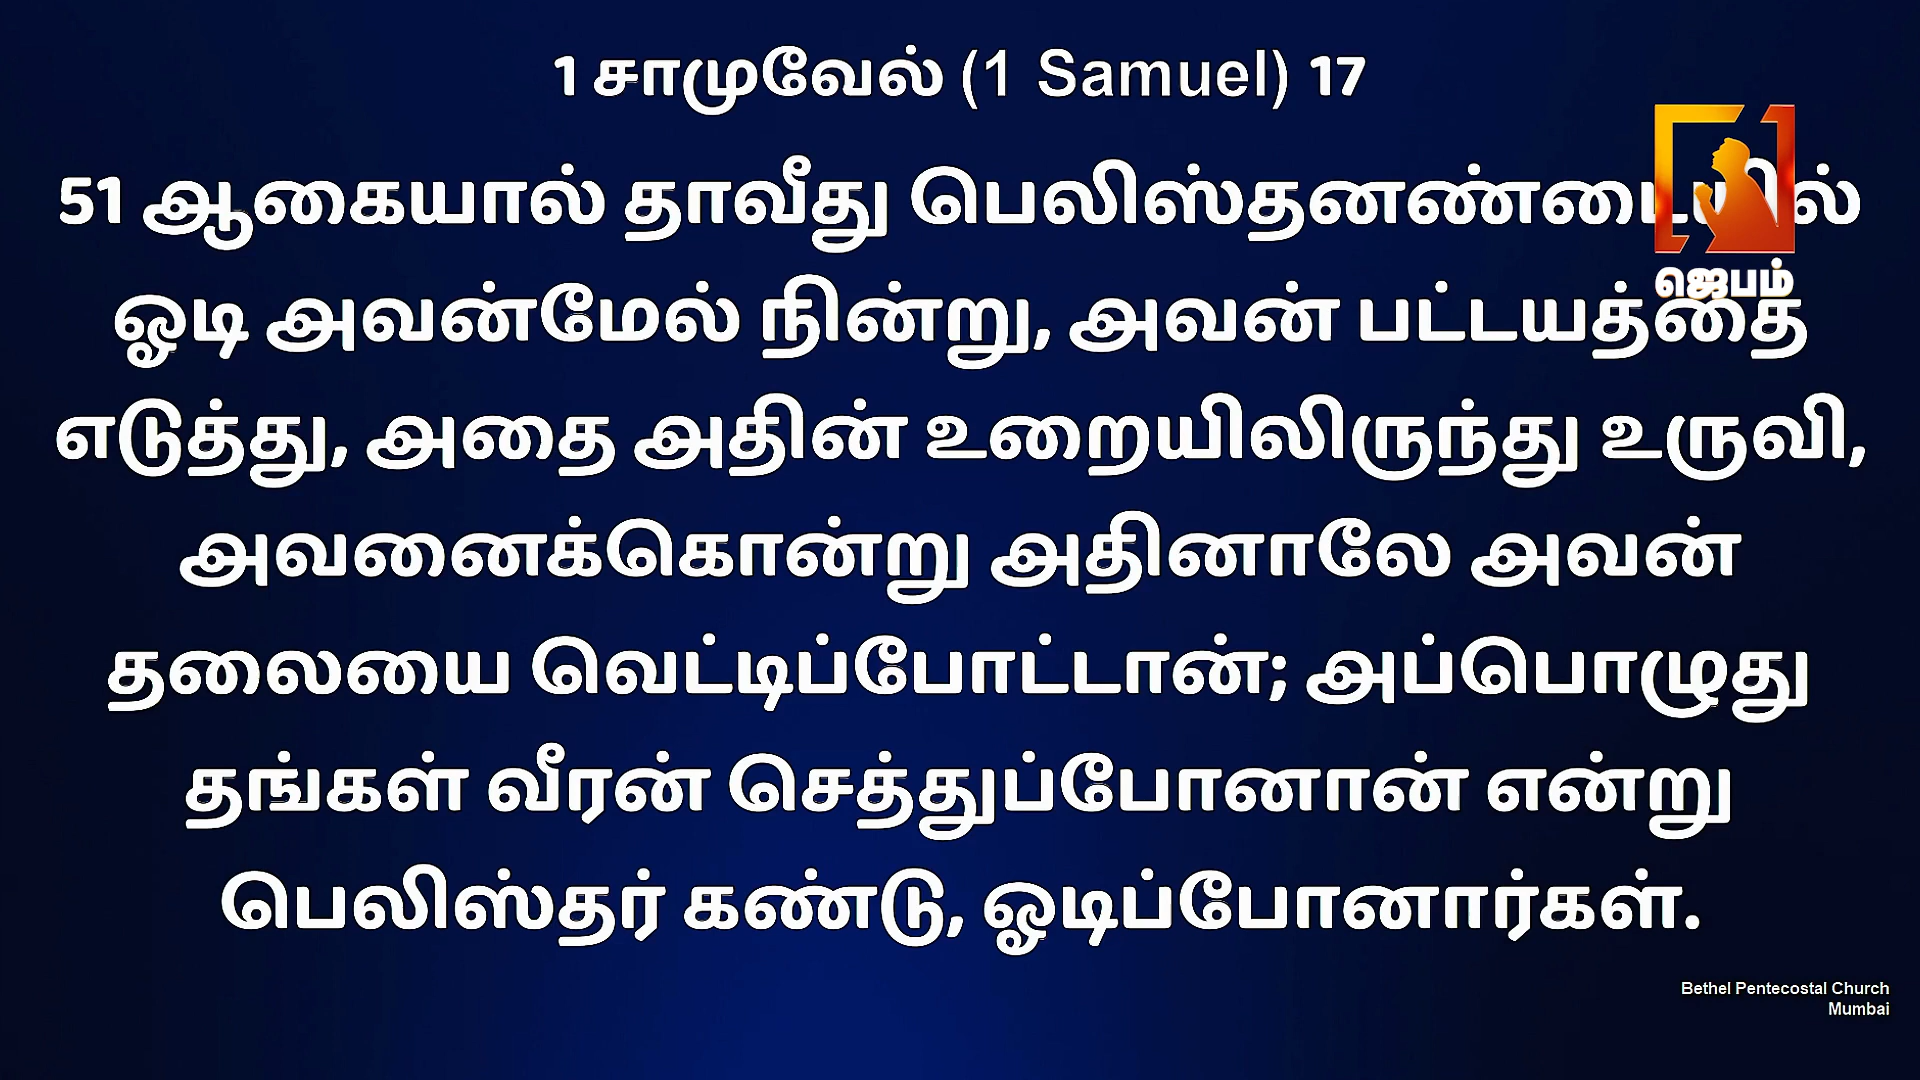 1 சாமுவேல் (1 Samuel) 17
51 ஆகையால் தாவீது பெலிஸ்தனண்டையில்
ஓடி அவன்மேல் நின்று, அவன் பட்டயத்தை
எடுத்து, அதை அதின் உறையிலிருந்து உருவி,
அவனைக்கொன்று அதினாலே அவன்
தலையை வெட்டிப்போட்டான்; அப்பொழுது
தங்கள் வீரன் செத்துப்போனான் என்று
பெலிஸ்தர் கண்டு, ஓடிப்போனார்கள்.
ஜெபம்
Bethel Pentecostal Church
Mumbai